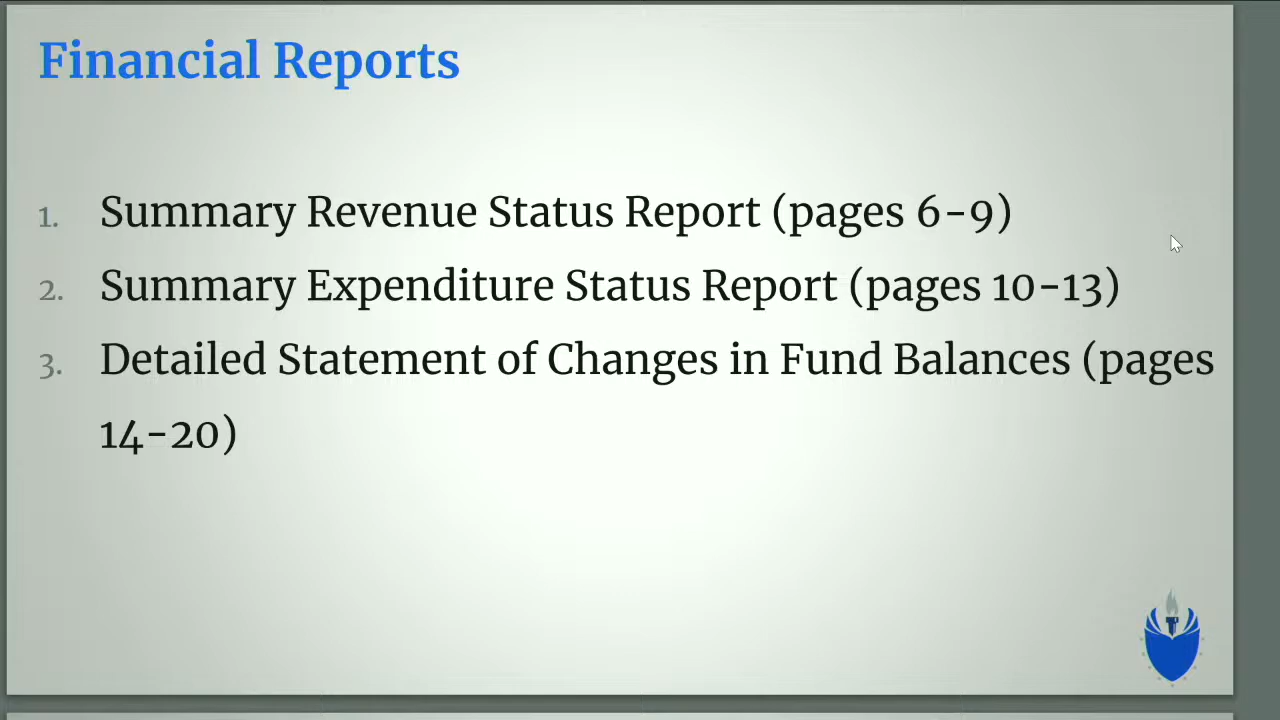 Financial Reports
1. Summary Revenue Status Report (pages 6-9)
2. Summary Expenditure Status Report (pages 10-13)
3. Detailed Statement of Changes in Fund Balances (pages
14-20)